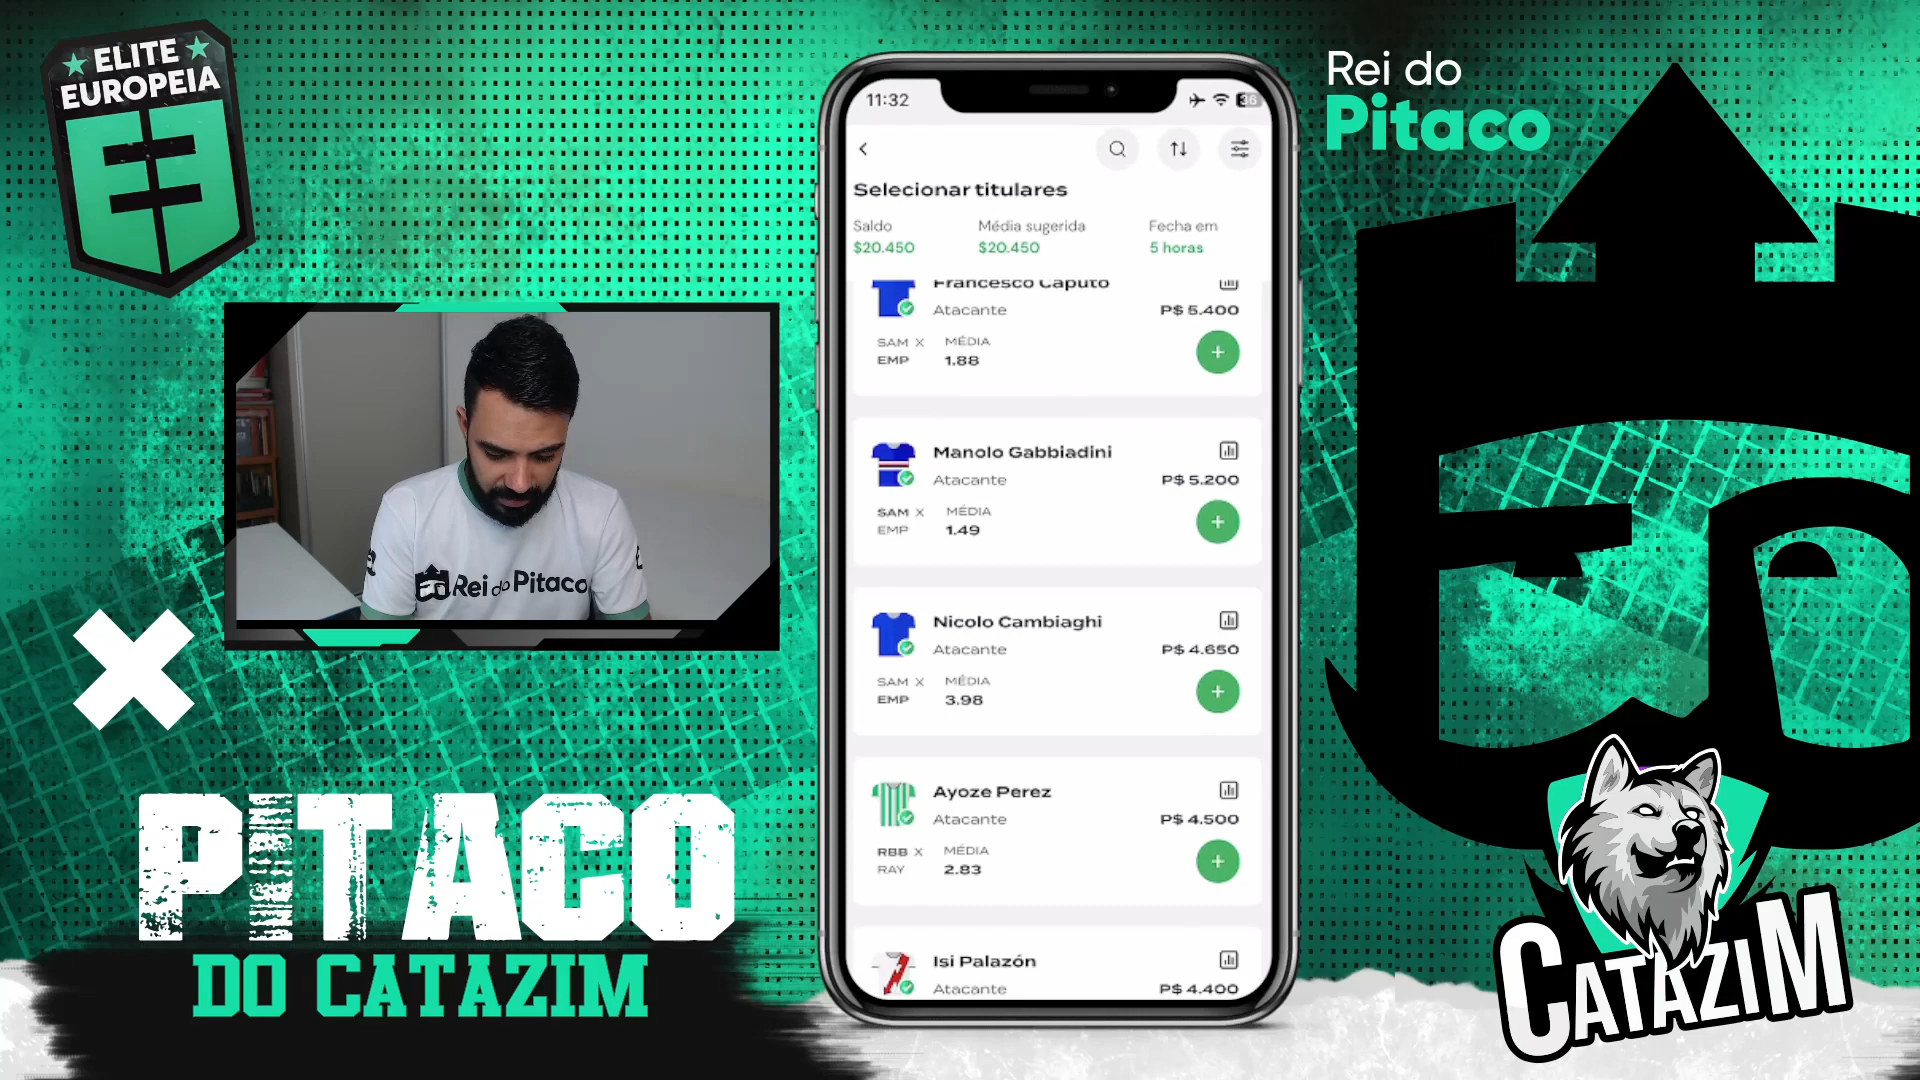 ELITE
EUROPEIA
Rei do Pitaco
PITACO
DO CATAZIM
11:32
36
Selecionar titulares
Saldo
Média sugerida
Fecha em
$20.450
$20.450
5 horas
Francesco Caputo
Atacante
P$ 5.400
SAM X
EMP
MÉDIA
1.88
Manolo Gabbiadini
Atacante
P$ 5.200
SAM X
EMP
MÉDIA
1.49
Nicolo Cambiaghi
Atacante
P$ 4.650
SAM X
EMP
MÉDIA
3.98
Ayoze Perez
Atacante
P$ 4.500
RBB X
RAY
MÉDIA
2.83
Isi Palazón
Atacante
P$ 4.400
Rei do
Pitaco
CATAZIM